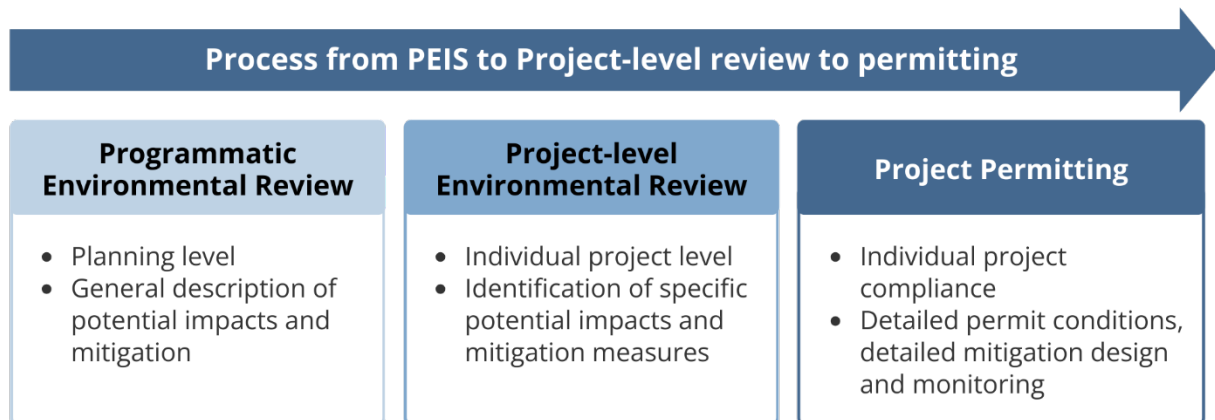 Process from PEIS to Project-level review to permitting
Programmatic
Environmental Review
• Planning level
• General description of
potential impacts and
mitigation
Project-level
Environmental Review
• Individual project level
• Identification of specific
potential impacts and
mitigation measures
Project Permitting
• Individual project
compliance
• Detailed permit conditions,
detailed mitigation design
and monitoring